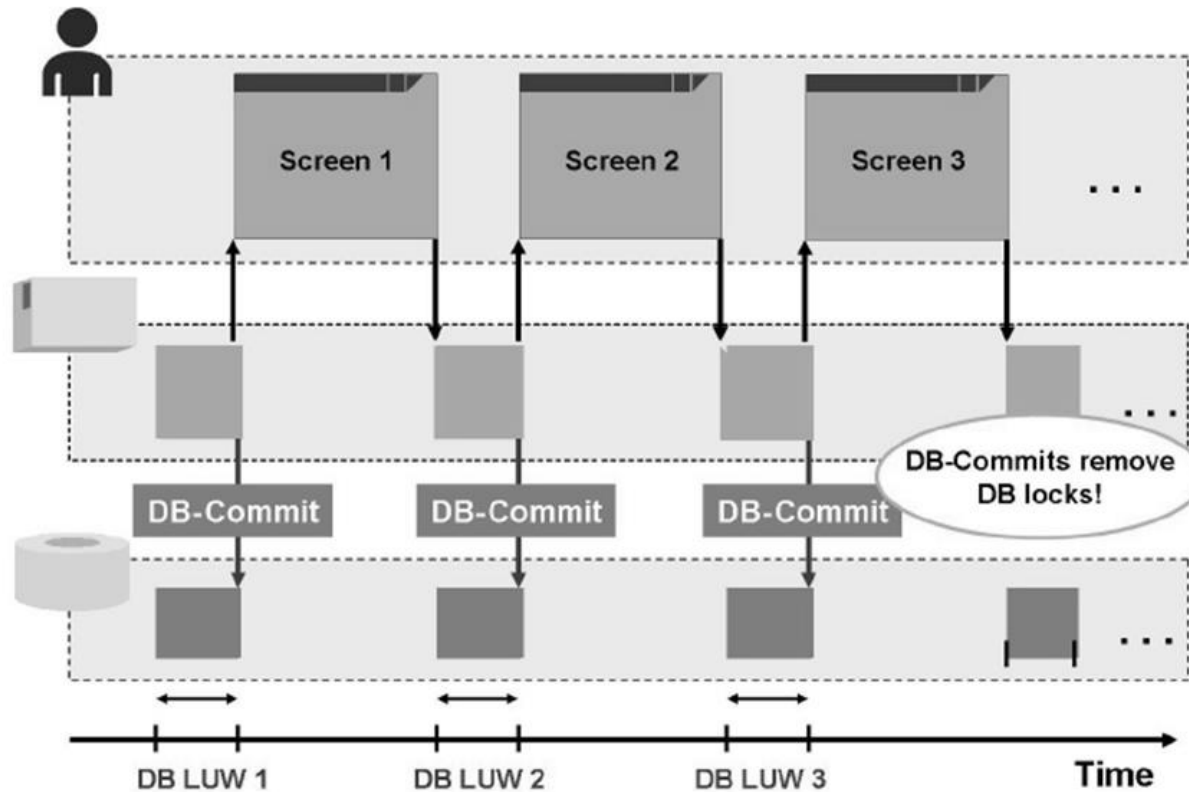 Screen 1
Screen 2
Screen 3
. . .
. . .
DB-Commits remove
DB locks!
DB-Commit
DB-Commit
DB-Commit
. . .
DB LUW 1
DB LUW 2
DB LUW 3
Time